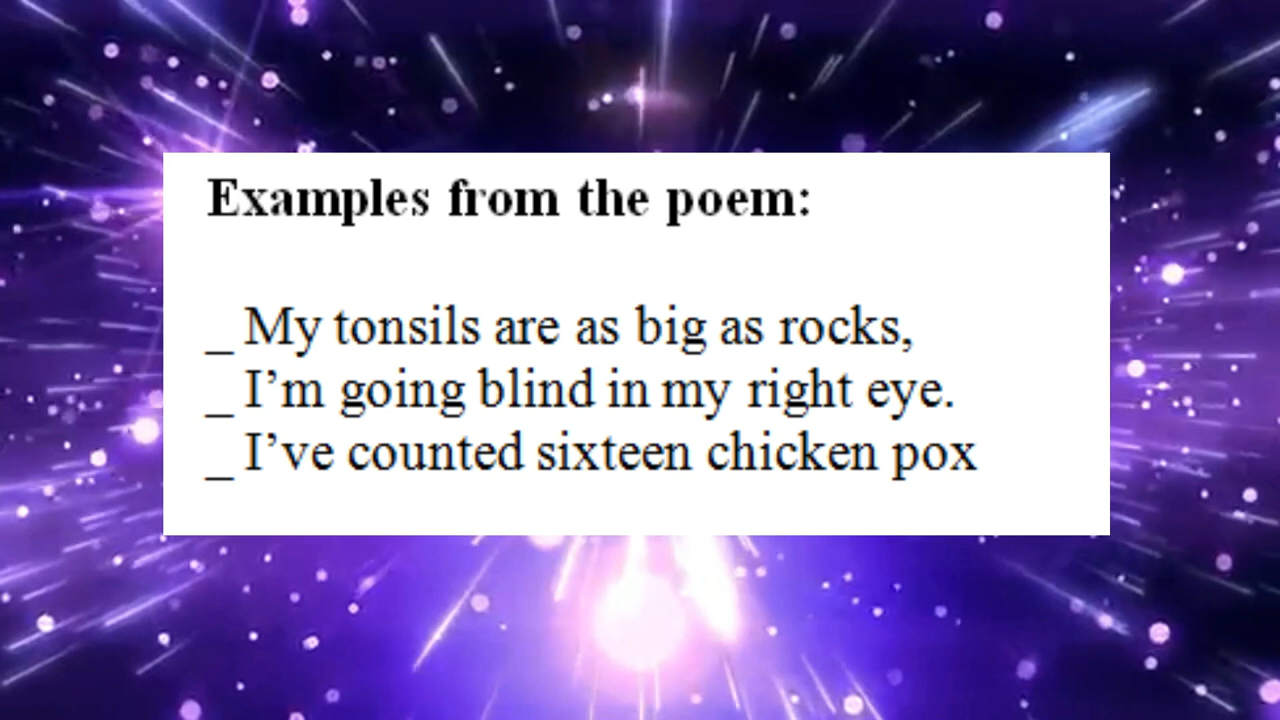 Examples from the poem:
_ My tonsils are as big as rocks,
_ I’m going blind in my right eye.
_ I’ve counted sixteen chicken pox